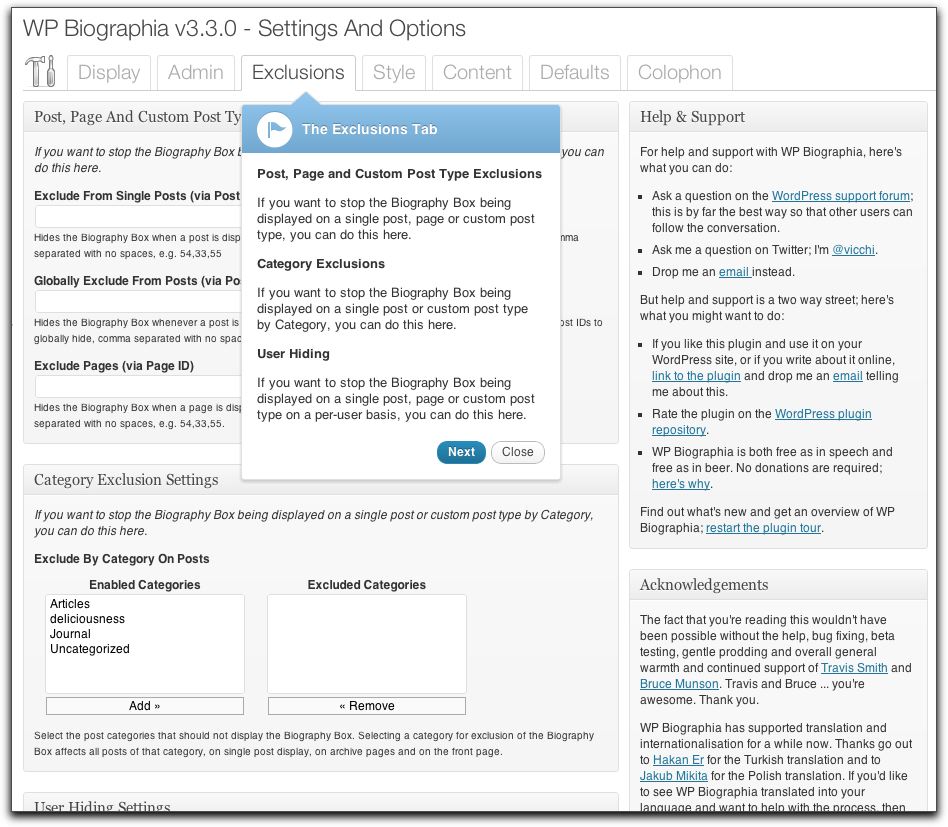 WP Biographia v3.3.0 - Settings And Options
Display Admin Exclusions Style Content Defaults Colophon
Post, Page And Custom Post Ty
If you want to stop the Biography Box b
you can
do this here.
Exclude From Single Posts (via Post
Hides the Biography Box when a post is disp
mma
separated with no spaces, e.g. 54,33,55
Globally Exclude From Posts (via Po
Hides the Biography Box whenever a post is
ost IDs to
globally hide, comma separated with no spac
Exclude Pages (via Page ID)
Hides the Biography Box when a page is disp
separated with no spaces, e.g. 54,33,55.
The Exclusions Tab
Post, Page and Custom Post Type Exclusions
If you want to stop the Biography Box being
displayed on a single post, page or custom post
type, you can do this here.
Category Exclusions
If you want to stop the Biography Box being
displayed on a single post or custom post type
by Category, you can do this here.
User Hiding
If you want to stop the Biography Box being
displayed on a single post, page or custom post
type on a per-user basis, you can do this here.
Next Close
Category Exclusion Settings
If you want to stop the Biography Box being displayed on a single post or custom post type by Category,
you can do this here.
Exclude By Category On Posts
Enabled Categories Excluded Categories
Articles
deliciousness
Journal
Uncategorized
Add » « Remove
Select the post categories that should not display the Biography Box. Selecting a category for exclusion of the Biography
Box affects all posts of that category, on single post display, on archive pages and on the front page.
User Hiding Settings
Help & Support
For help and support with WP Biographia, here's
what you can do:
Ask a question on the WordPress support forum;
this is by far the best way so that other users can
follow the conversation.
Ask me a question on Twitter; I'm @vicchi.
Drop me an email instead.
But help and support is a two way street; here's
what you might want to do:
If you like this plugin and use it on your
WordPress site, or if you write about it online,
link to the plugin and drop me an email telling
me about this.
Rate the plugin on the WordPress plugin
repository.
WP Biographia is both free as in speech and
free as in beer. No donations are required;
here's why.
Find out what's new and get an overview of WP
Biographia; restart the plugin tour.
Acknowledgements
The fact that you're reading this wouldn't have
been possible without the help, bug fixing, beta
testing, gentle prodding and overall general
warmth and continued support of Travis Smith and
Bruce Munson. Travis and Bruce ... you're
awesome. Thank you.
WP Biographia has supported translation and
internationalisation for a while now. Thanks go out
to Hakan Er for the Turkish translation and to
Jakub Mikita for the Polish translation. If you'd like
to see WP Biographia translated into your
language and want to help with the process, then